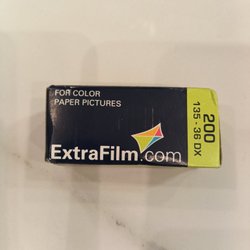 FOR COLOR
PAPER PICTURES
ExtraFilm.com
200
135-36 DX